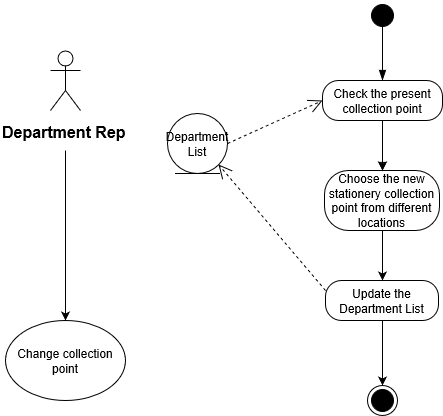 Department Rep
Change collection
point
Department
List
Check the present
collection point
Choose the new
stationery collection
point from different
locations
Update the
Department List